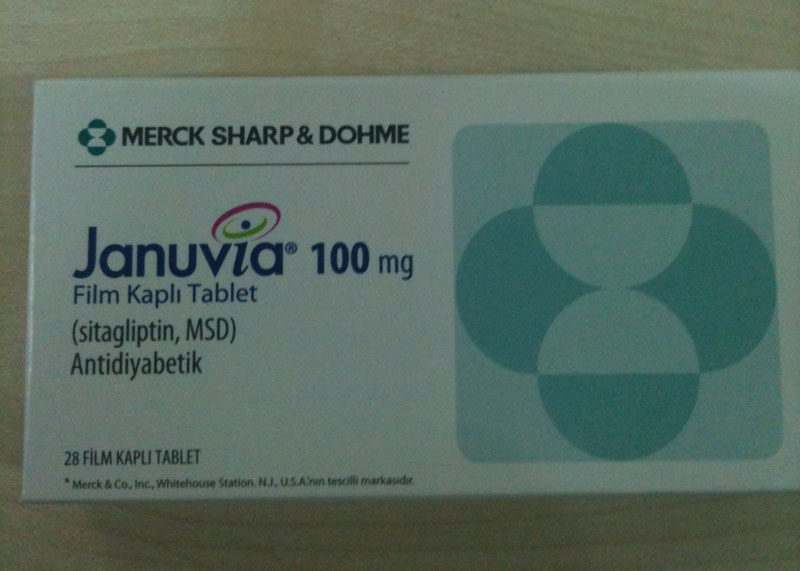 MERCK SHARP & DOHME
Januvia® 100 mg
Film Kaplı Tablet
(sitagliptin, MSD)
Antidiyabetik
28 FİLM KAPLI TABLET
* Merck & Co., Inc., Whitehouse Station, N.J., U.S.A.'nın tescilli markasıdır.